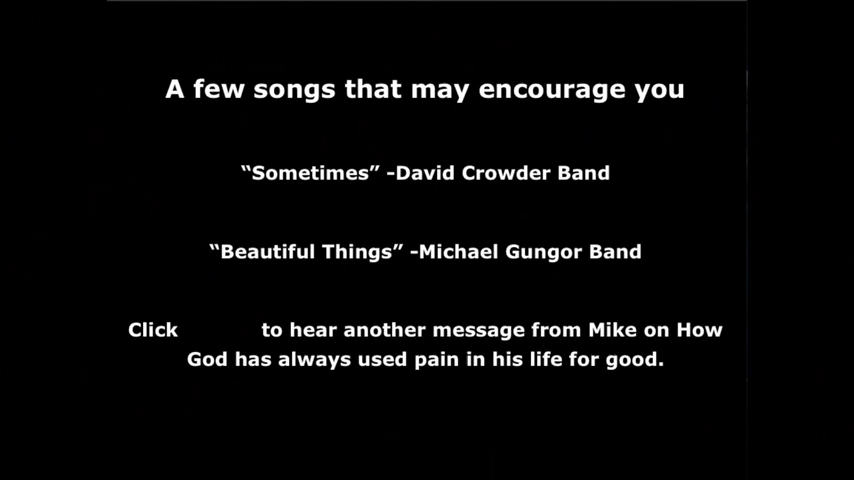 A few songs that may encourage you
“Sometimes” -David Crowder Band
“Beautiful Things” -Michael Gungor Band
Click to hear another message from Mike on How
God has always used pain in his life for good.